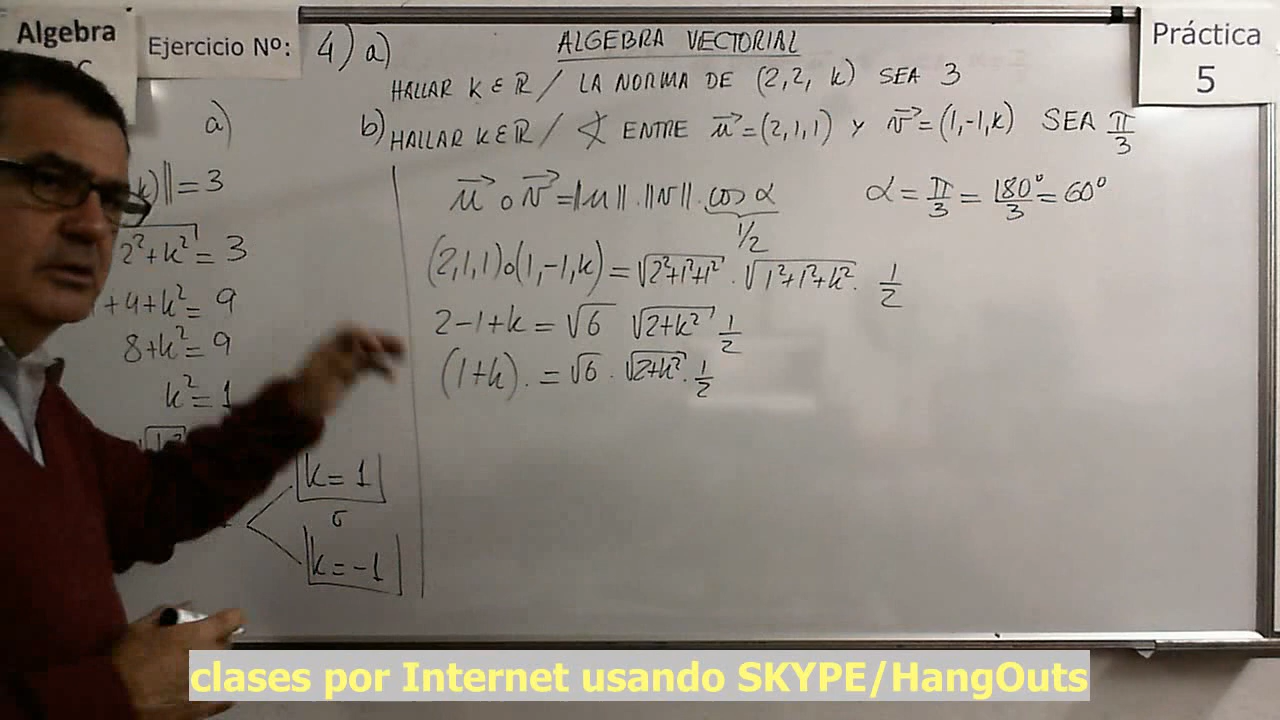 Algebra
Ejercicio Nº:
4) a)
ALGEBRA VECTORIAL
Práctica
5
HALLAR K ∈ ℝ / LA NORMA DE (2,2, k) SEA 3
b) HALLAR K∈ℝ / ∢ ENTRE u⃗=(2,1,1) Y v⃗=(1,-1,k) SEA π/3
a)
k)||=3
2²+k² = 3
+4+k²= 9
8+k²= 9
k²= 1
k= 1
ó
k=-1
u⃗ o v⃗ =||u||. ||v||. cos α
1/2
α = π/3 = 180°/3 = 60°
(2,1,1)o(1,-1,k) = √2²+1²+1² . √1²+1²+k² . 1/2
2-1+k = √6 √2+k² 1/2
(1+k). = √6 . √2+k² . 1/2
clases por Internet usando SKYPE/HangOuts